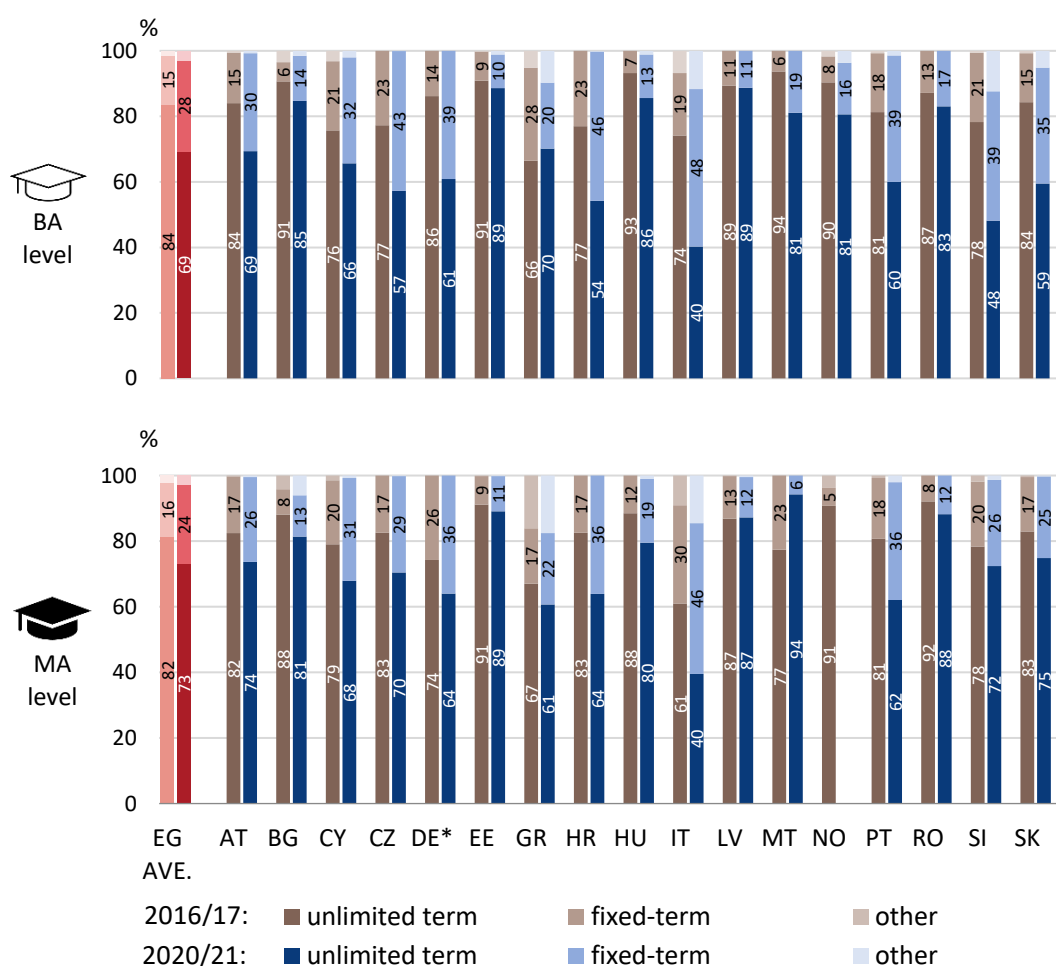 %
100
80
60
40
20
0
BA
level
15 28 15 30 6 14 21 32 23 43 14 39 9 10 28 20 23 46 7 13 19 48 11 11 6 19 8 16 18 39 13 17 21 39 15 35
84 69 84 69 91 85 76 66 77 57 86 61 91 89 66 70 77 54 93 86 74 40 89 89 94 81 90 81 81 60 87 83 78 48 84 59
%
100
80
60
40
20
0
MA
level
16 24 17 26 8 13 20 31 17 29 26 36 9 11 17 22 17 36 12 19 30 46 13 12 23 6 5 18 36 8 12 20 26 17 25
82 73 82 74 88 81 79 68 83 70 74 64 91 89 67 61 83 64 88 80 61 40 87 87 77 94 91 81 62 92 88 78 72 83 75
EG AT BG CY CZ DE* EE GR HR HU IT LV MT NO PT RO SI SK
AVE.
2016/17: unlimited term fixed-term other
2020/21: unlimited term fixed-term other